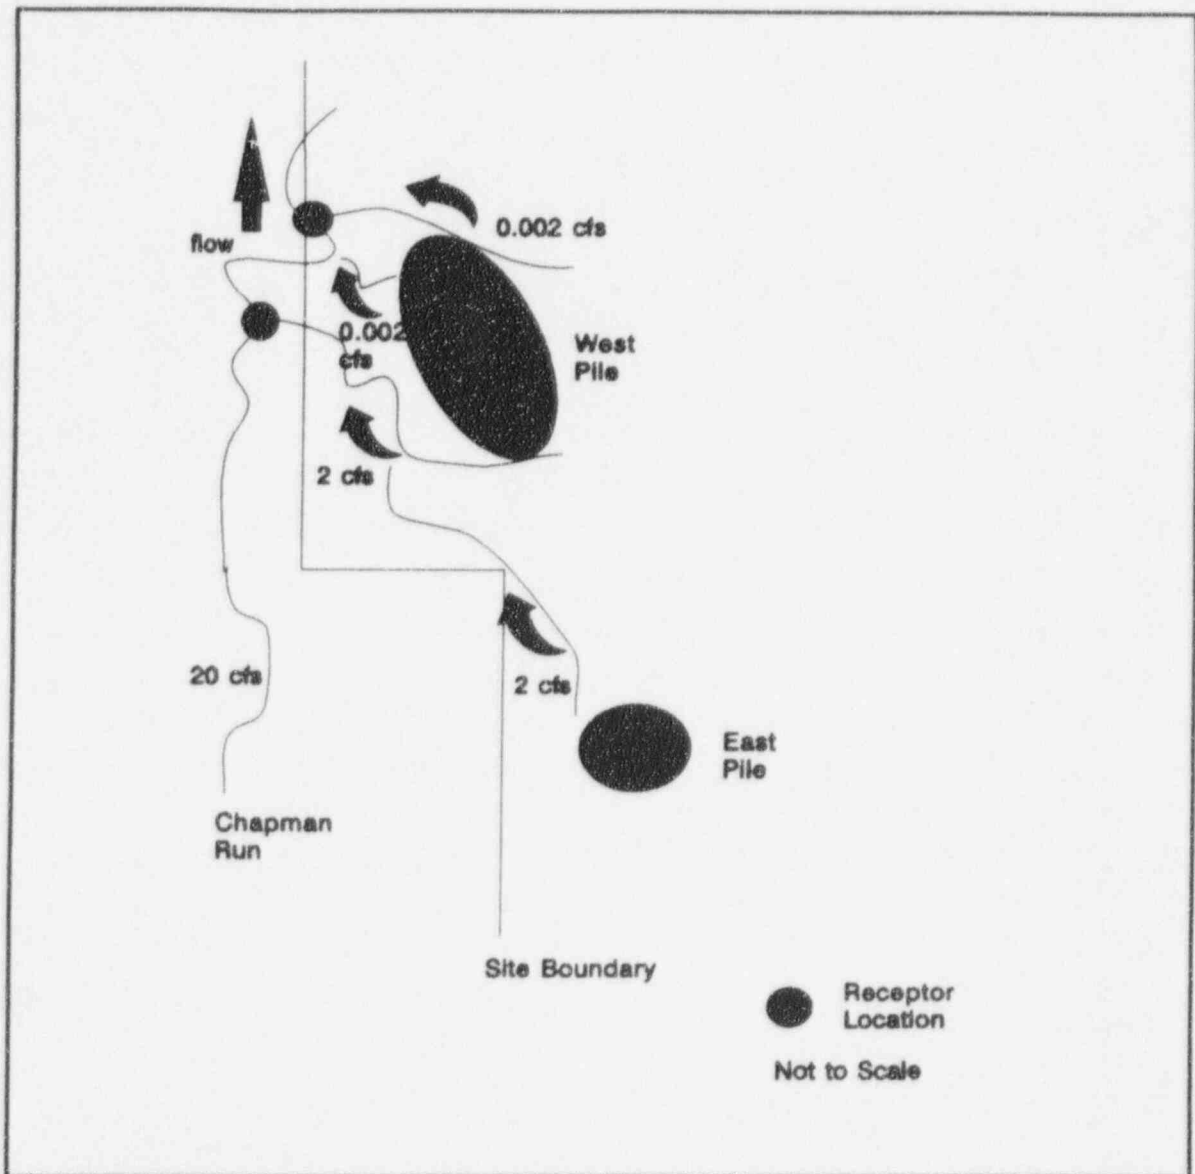 0.002 cfs
flow
0.002
cfs
West
Pile
2 cfs
20 cfs
2 cfs
East
Pile
Chapman
Run
Site Boundary
Receptor
Location
Not to Scale